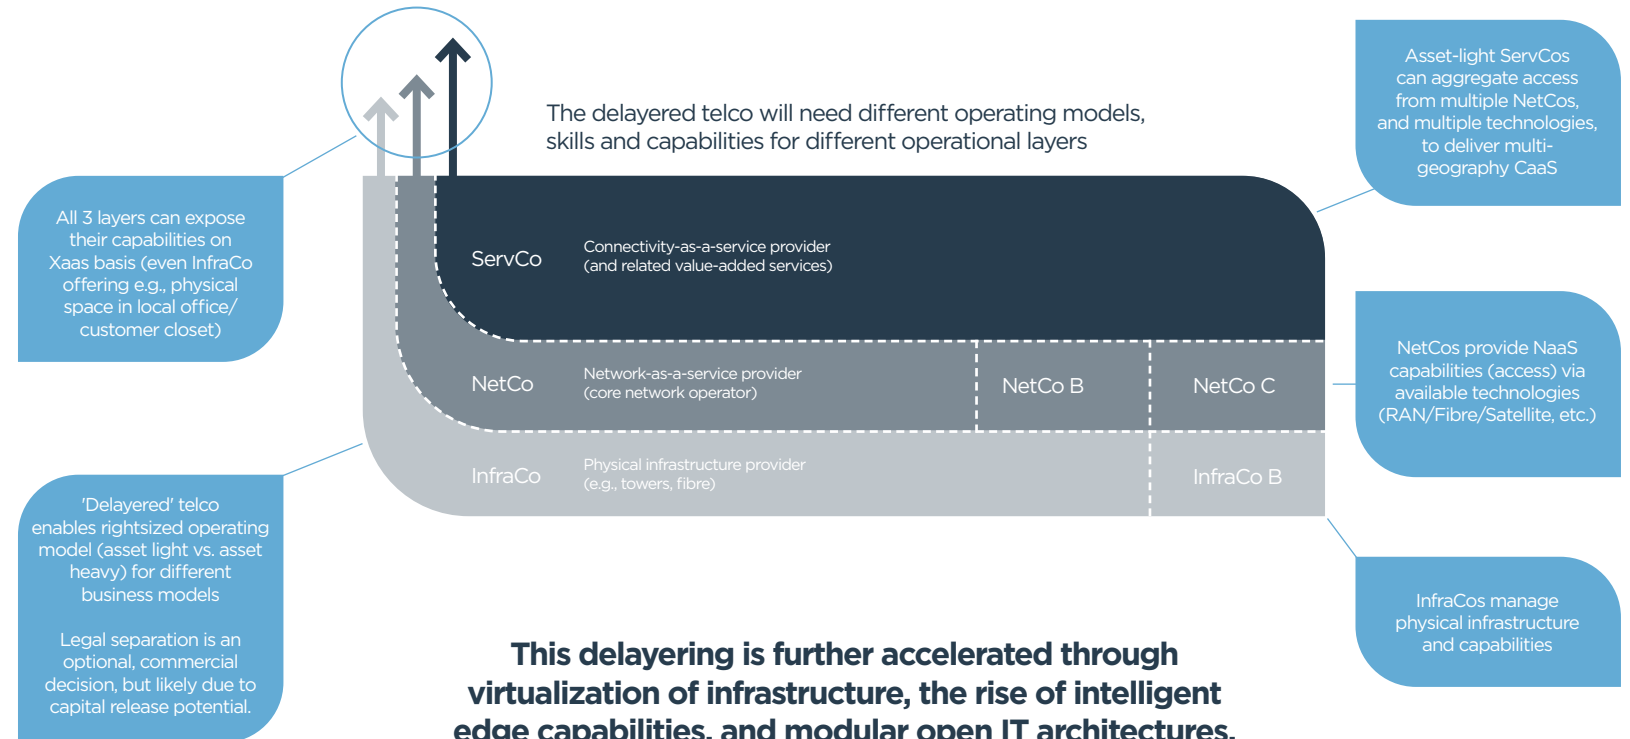 The delayered telco will need different operating models,
skills and capabilities for different operational layers
All 3 layers can expose
their capabilities on
Xaas basis (even InfraCo
offering e.g., physical
space in local office/
customer closet)
'Delayered' telco
enables rightsized operating
model (asset light vs. asset
heavy) for different
business models
Legal separation is an
optional, commercial
decision, but likely due to
capital release potential.
ServCo
Connectivity-as-a-service provider
(and related value-added services)
NetCo
Network-as-a-service provider
(core network operator)
NetCo B
NetCo C
InfraCo
Physical infrastructure provider
(e.g., towers, fibre)
InfraCo B
Asset-light ServCos
can aggregate access
from multiple NetCos,
and multiple technologies,
to deliver multi-
geography CaaS
NetCos provide NaaS
capabilities (access) via
available technologies
(RAN/Fibre/Satellite, etc.)
InfraCos manage
physical infrastructure
and capabilities
This delayering is further accelerated through
virtualization of infrastructure, the rise of intelligent
edge capabilities, and modular open IT architectures.